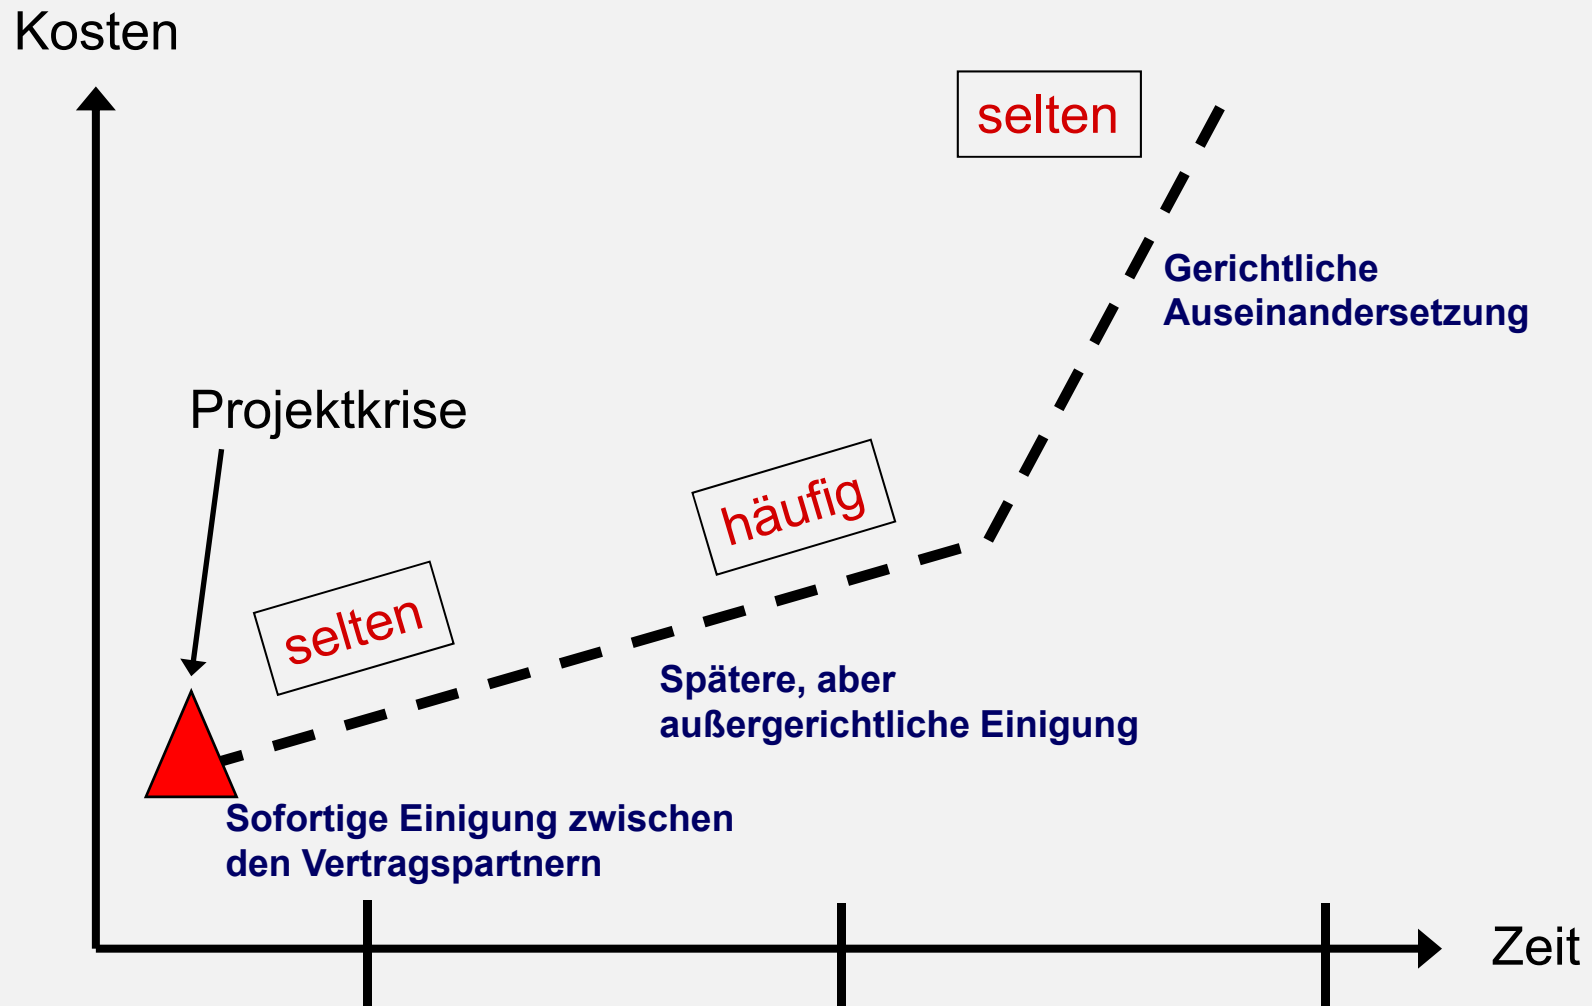 Kosten
selten
Gerichtliche
Auseinandersetzung
Projektkrise
häufig
selten
Spätere, aber
außergerichtliche Einigung
Sofortige Einigung zwischen
den Vertragspartnern
Zeit